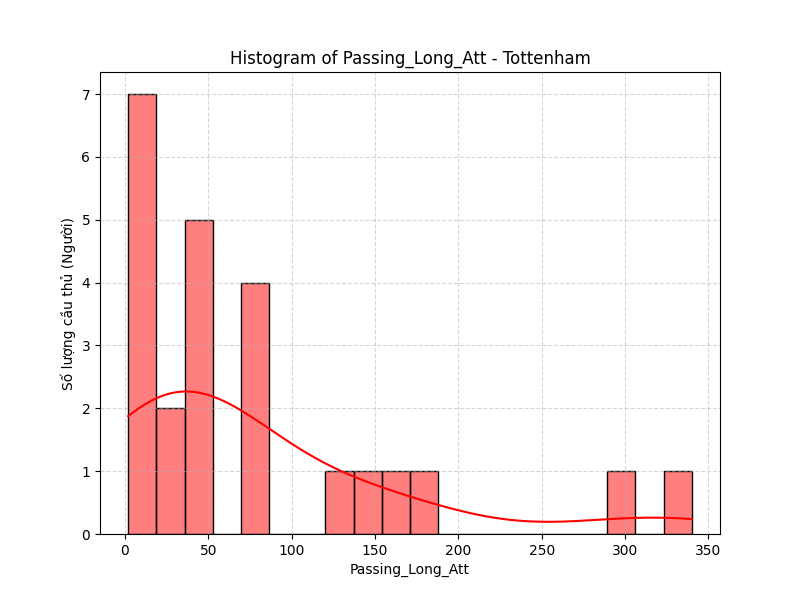 Histogram of Passing_Long_Att - Tottenham
Số lượng cầu thủ (Người)
7
6
5
4
3
2
1
0
0 50 100 150 200 250 300 350
Passing_Long_Att